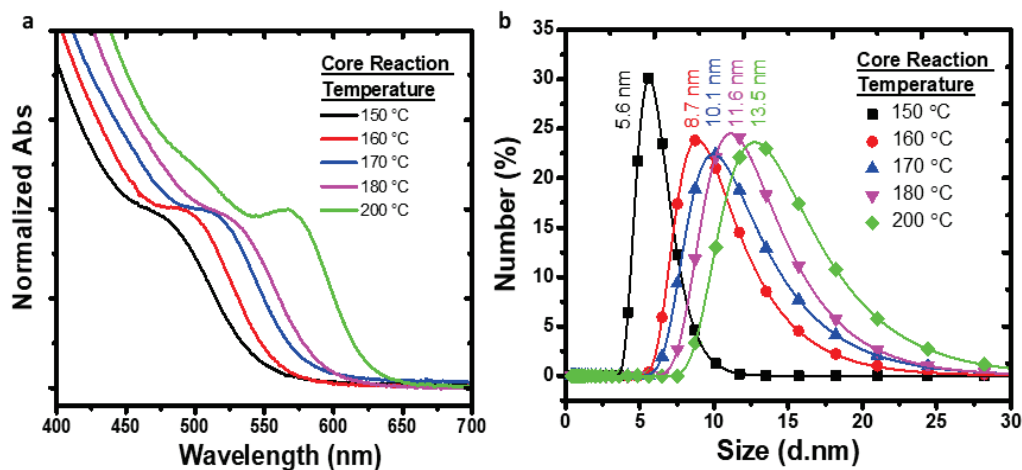 a
Normalized Abs
Core Reaction
Temperature
150 °C
160 °C
170 °C
180 °C
200 °C
400 450 500 550 600 650 700
Wavelength (nm)
b
Number (%)
35
30
25
20
15
10
5
0
5.6 nm
8.7 nm
10.1 nm
11.6 nm
13.5 nm
Core Reaction
Temperature
150 °C
160 °C
170 °C
180 °C
200 °C
0 5 10 15 20 25 30
Size (d.nm)